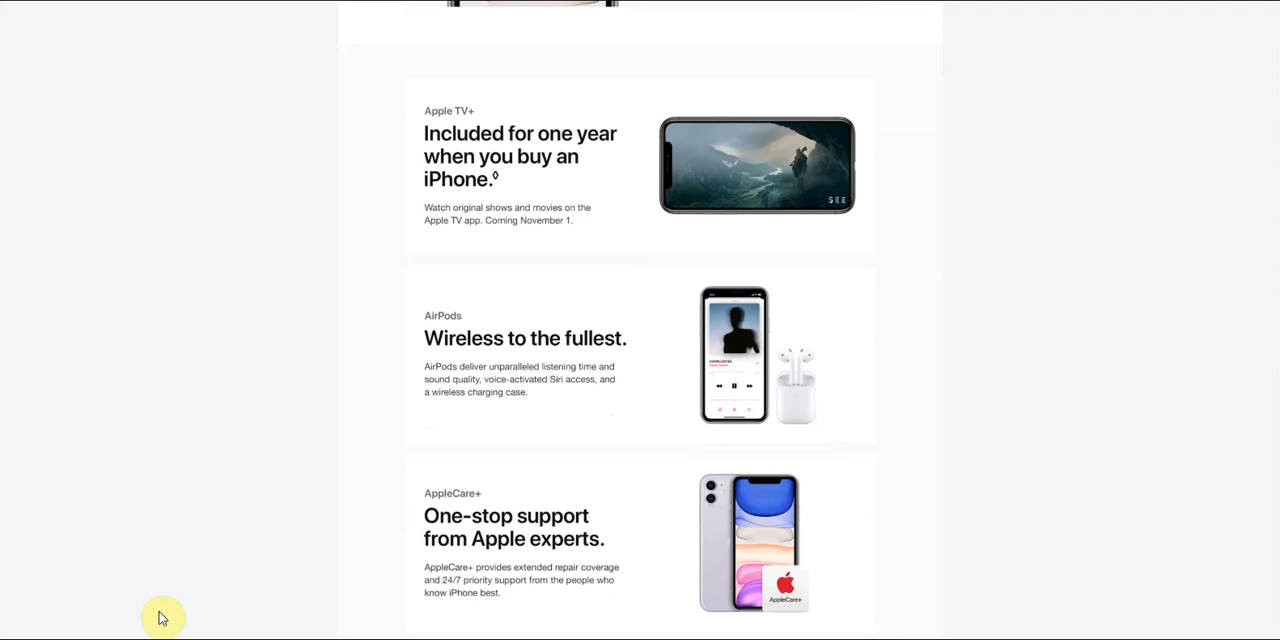 Apple TV+
Included for one year
when you buy an
iPhone.◊
Watch original shows and movies on the
Apple TV app. Coming November 1.
SEE
AirPods
Wireless to the fullest.
AirPods deliver unparalleled listening time and
sound quality, voice-activated Siri access, and
a wireless charging case.
AppleCare+
One-stop support
from Apple experts.
AppleCare+ provides extended repair coverage
and 24/7 priority support from the people who
know iPhone best.
AppleCare+